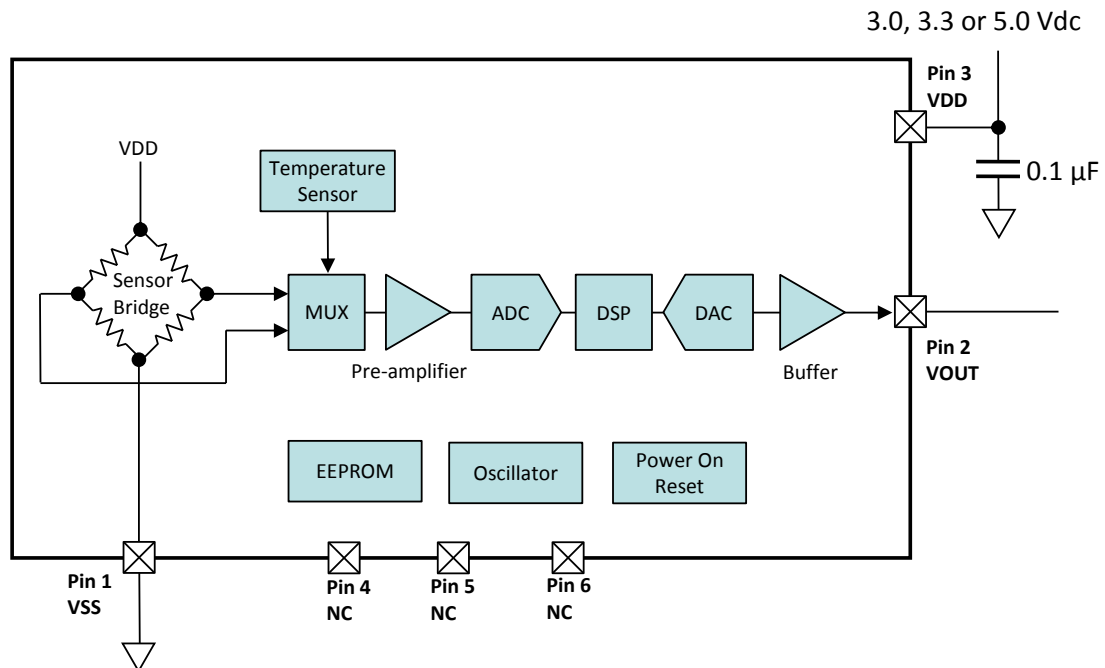 3.0, 3.3 or 5.0 Vdc
Pin 3
VDD
0.1 µF
VDD
Temperature
Sensor
Sensor
Bridge
MUX
Pre-amplifier
ADC
DSP
DAC
Buffer
Pin 2
VOUT
EEPROM
Oscillator
Power On
Reset
Pin 1
VSS
Pin 4
NC
Pin 5
NC
Pin 6
NC